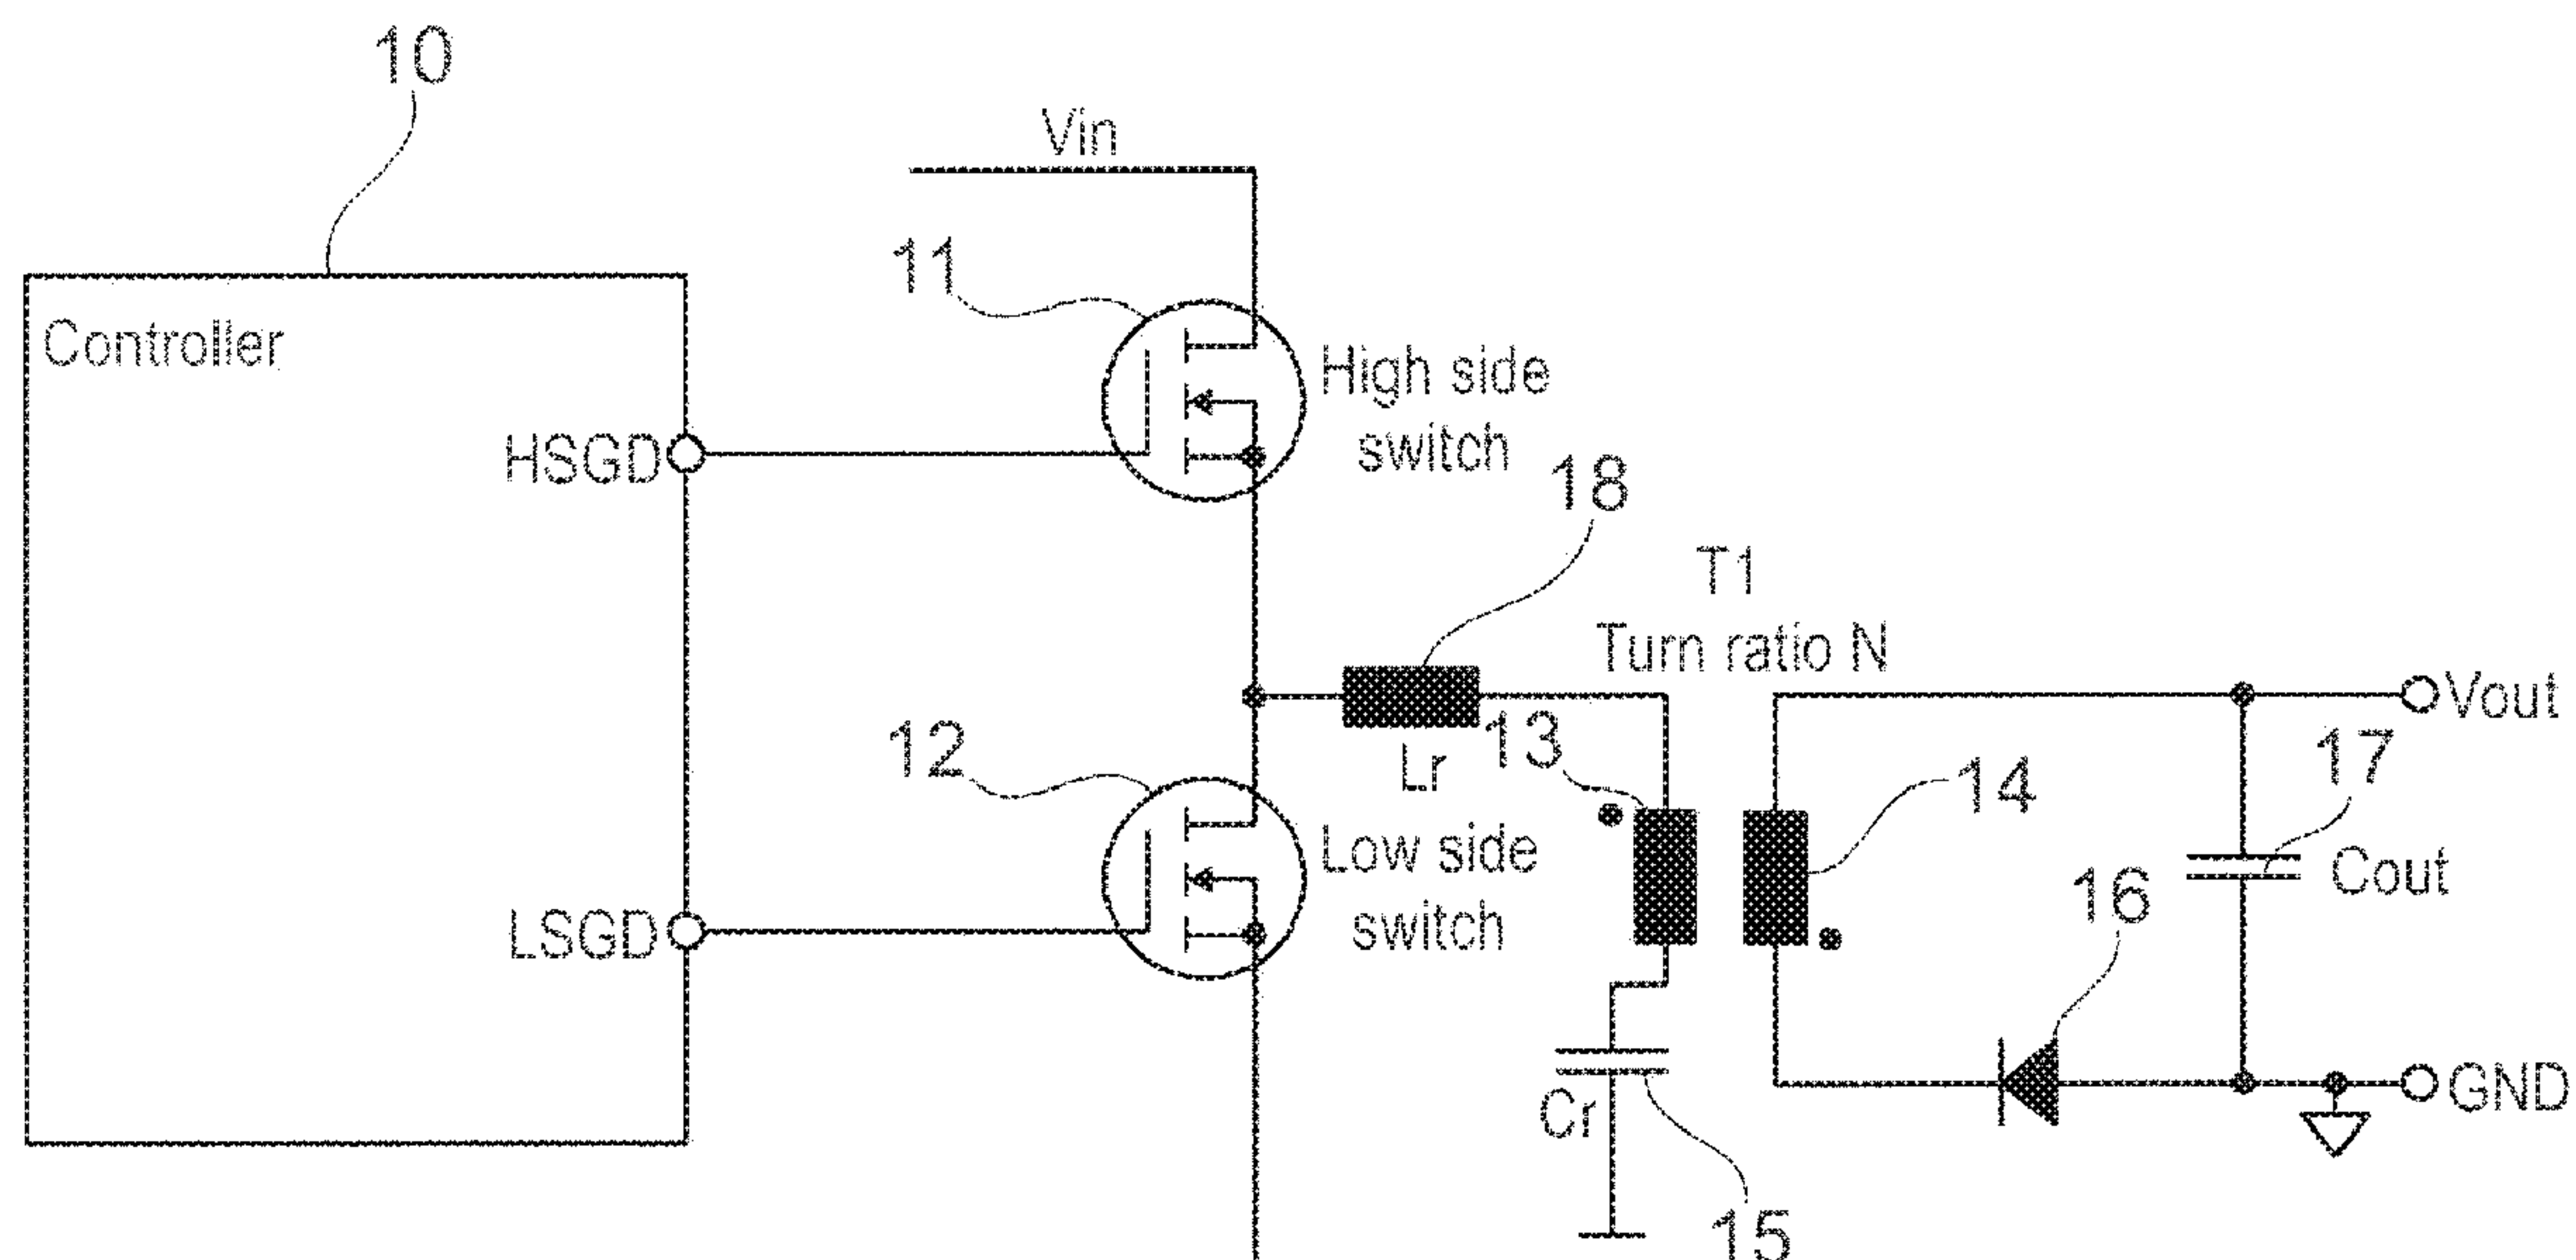 10
Vin
11
Controller
High side
switch
HSGD
18
T1
Turn ratio N
Vout
12
Lr
13
17
14
Low side
switch
Cout
16
LSGD
Cr
GND
15